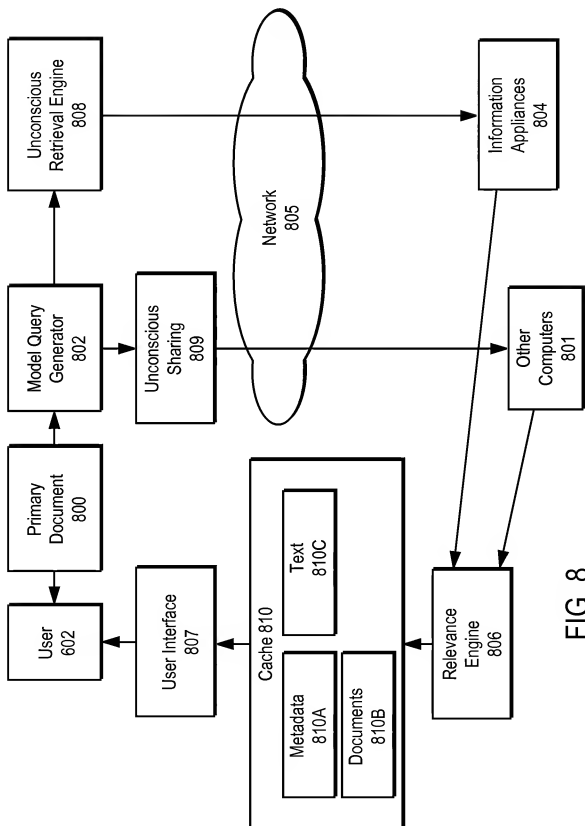 User
602
Primary
Document
800
Model Query
Generator
802
Unconscious
Retrieval Engine
808
User Interface
807
Unconscious
Sharing
809
Cache 810
Metadata
810A
Text
810C
Documents
810B
Network
805
Relevance
Engine
806
Other
Computers
801
Information
Appliances
804
FIG. 8